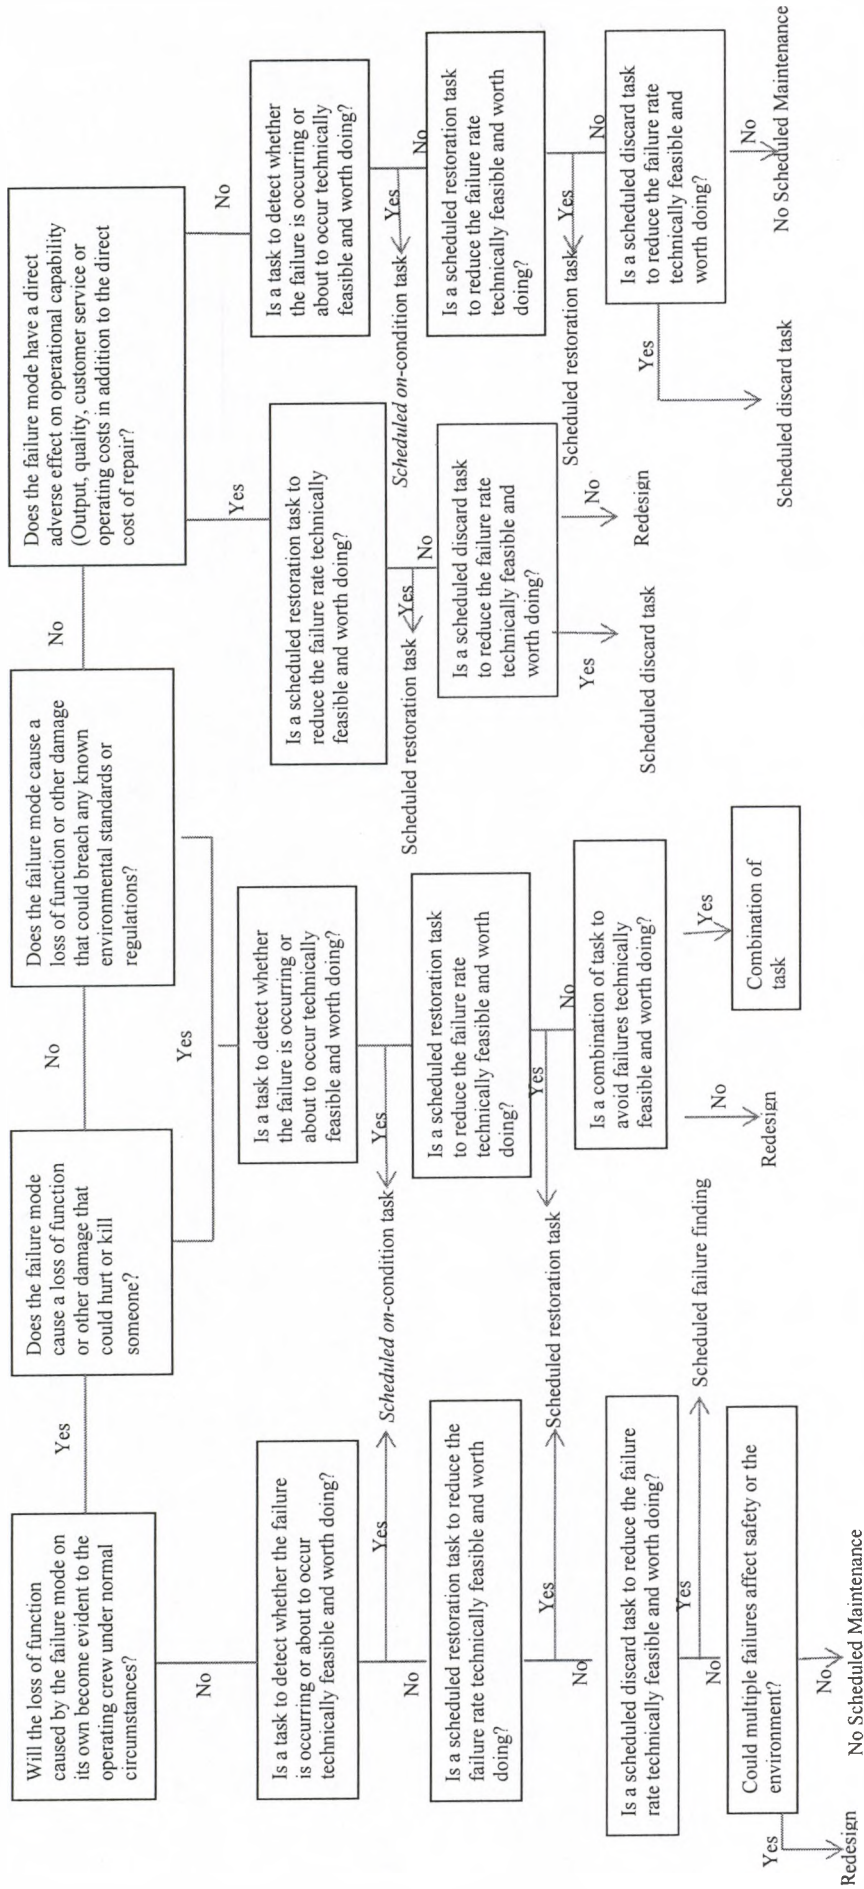 Will the loss of function
caused by the failure mode on
its own become evident to the
operating crew under normal
circumstances?
Yes
Does the failure mode
cause a loss of function
or other damage that
could hurt or kill
someone?
No
Does the failure mode cause a
loss of function or other damage
that could breach any known
environmental standards or
regulations?
No
Does the failure mode have a direct
adverse effect on operational capability
(Output, quality, customer service or
operating costs in addition to the direct
cost of repair?
No
Is a task to detect whether the failure
is occurring or about to occur
technically feasible and worth doing?
Yes
Scheduled on-condition task
No
Is a scheduled restoration task to reduce the
failure rate technically feasible and worth
doing?
Yes
Scheduled restoration task
No
Is a scheduled discard task to reduce the failure
rate technically feasible and worth doing?
Yes
Scheduled failure finding
No
Could multiple failures affect safety or the
environment?
Yes
Redesign
No
No Scheduled Maintenance
Yes
Is a task to detect whether
the failure is occurring or
about to occur technically
feasible and worth doing?
Yes
Is a scheduled restoration task
to reduce the failure rate
technically feasible and worth
doing?
Yes
No
Is a combination of task to
avoid failures technically
feasible and worth doing?
No
Redesign
Yes
Combination of
task
Yes
Is a scheduled restoration task to
reduce the failure rate technically
feasible and worth doing?
Yes
Scheduled restoration task
No
Is a scheduled discard task
to reduce the failure rate
technically feasible and
worth doing?
Yes
Scheduled discard task
No
Redesign
No
Is a task to detect whether
the failure is occurring or
about to occur technically
feasible and worth doing?
Yes
Scheduled on-condition task
No
Is a scheduled restoration task
to reduce the failure rate
technically feasible and worth
doing?
Yes
Scheduled restoration task
No
Is a scheduled discard task
to reduce the failure rate
technically feasible and
worth doing?
Yes
Scheduled discard task
No
No Scheduled Maintenance